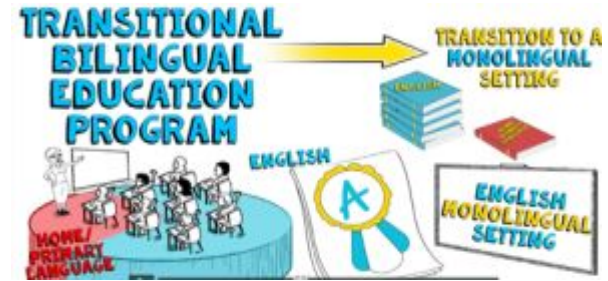 TRANSITIONAL
BILINGUAL
EDUCATION
PROGRAM
TRANSITION TO A
MONOLINGUAL
SETTING
ENGLISH
HOME/
PRIMARY
LANGUAGE
ENGLISH
A
ENGLISH
MONOLINGUAL
SETTING